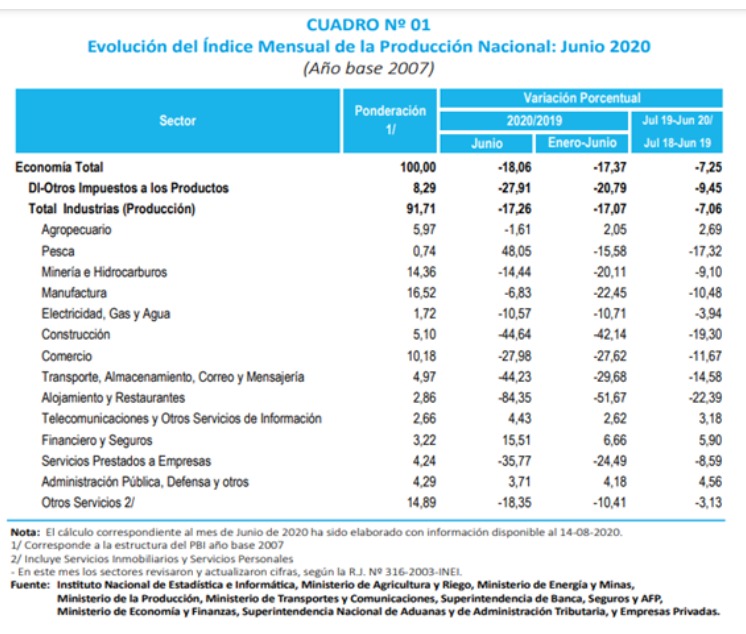 CUADRO Nº 01
Evolución del Índice Mensual de la Producción Nacional: Junio 2020
(Año base 2007)
Sector Ponderación 1/ Variación Porcentual
2020/2019 Jul 19-Jun 20/
Junio Enero-Junio Jul 18-Jun 19
Economía Total 100,00 -18,06 -17,37 -7,25
DI-Otros Impuestos a los Productos 8,29 -27,91 -20,79 -9,45
Total Industrias (Producción) 91,71 -17,26 -17,07 -7,06
Agropecuario 5,97 -1,61 2,05 2,69
Pesca 0,74 48,05 -15,58 -17,32
Minería e Hidrocarburos 14,36 -14,44 -20,11 -9,10
Manufactura 16,52 -6,83 -22,45 -10,48
Electricidad, Gas y Agua 1,72 -10,57 -10,71 -3,94
Construcción 5,10 -44,64 -42,14 -19,30
Comercio 10,18 -27,98 -27,62 -11,67
Transporte, Almacenamiento, Correo y Mensajería 4,97 -44,23 -29,68 -14,58
Alojamiento y Restaurantes 2,86 -84,35 -51,67 -22,39
Telecomunicaciones y Otros Servicios de Información 2,66 4,43 2,62 3,18
Financiero y Seguros 3,22 15,51 6,66 5,90
Servicios Prestados a Empresas 4,24 -35,77 -24,49 -8,59
Administración Pública, Defensa y otros 4,29 3,71 4,18 4,56
Otros Servicios 2/ 14,89 -18,35 -10,41 -3,13
Nota: El cálculo correspondiente al mes de Junio de 2020 ha sido elaborado con información disponible al 14-08-2020.
1/ Corresponde a la estructura del PBI año base 2007
2/ Incluye Servicios Inmobiliarios y Servicios Personales
- En este mes los sectores revisaron y actualizaron cifras, según la R.J. Nº 316-2003-INEI.
Fuente: Instituto Nacional de Estadística e Informática, Ministerio de Agricultura y Riego, Ministerio de Energía y Minas,
Ministerio de la Producción, Ministerio de Transportes y Comunicaciones, Superintendencia de Banca, Seguros y AFP,
Ministerio de Economía y Finanzas, Superintendencia Nacional de Aduanas y de Administración Tributaria, y Empresas Privadas.